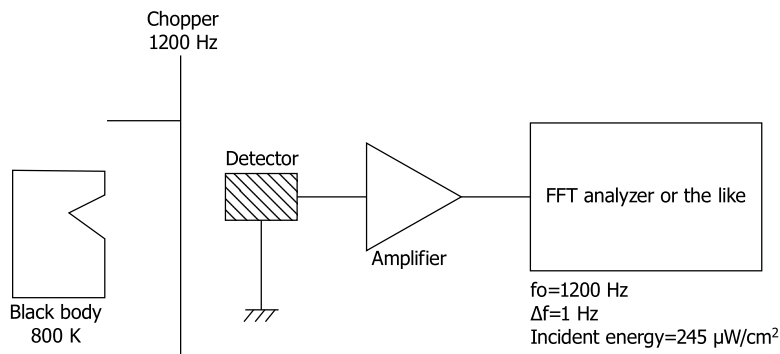 Chopper
1200 Hz
Detector
FFT analyzer or the like
Amplifier
Black body
800 K
fo=1200 Hz
Δf=1 Hz
Incident energy=245 μW/cm²